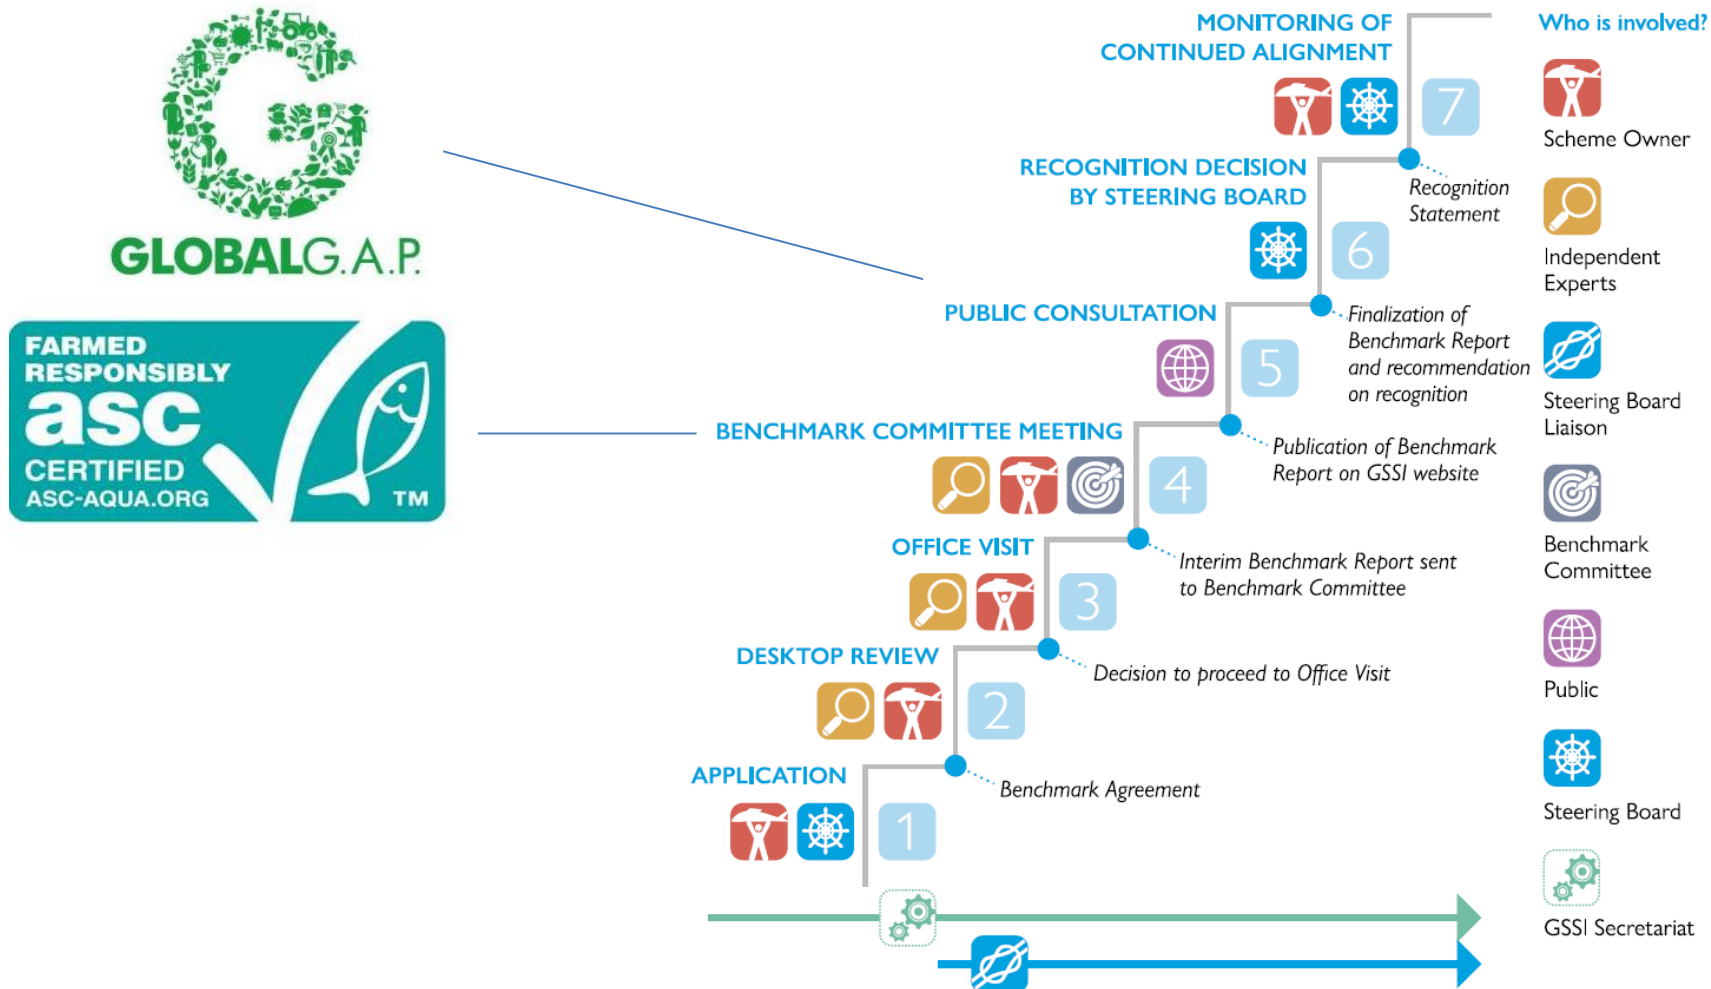 GLOBALG.A.P.
FARMED
RESPONSIBLY
asc
CERTIFIED
ASC-AQUA.ORG
TM
MONITORING OF
CONTINUED ALIGNMENT
7
RECOGNITION DECISION
BY STEERING BOARD
Recognition
Statement
6
PUBLIC CONSULTATION
Finalization of
Benchmark Report
and recommendation
on recognition
5
BENCHMARK COMMITTEE MEETING
Publication of Benchmark
Report on GSSI website
4
OFFICE VISIT
Interim Benchmark Report sent
to Benchmark Committee
3
DESKTOP REVIEW
Decision to proceed to Office Visit
2
APPLICATION
Benchmark Agreement
1
Who is involved?
Scheme Owner
Independent
Experts
Steering Board
Liaison
Benchmark
Committee
Public
Steering Board
GSSI Secretariat